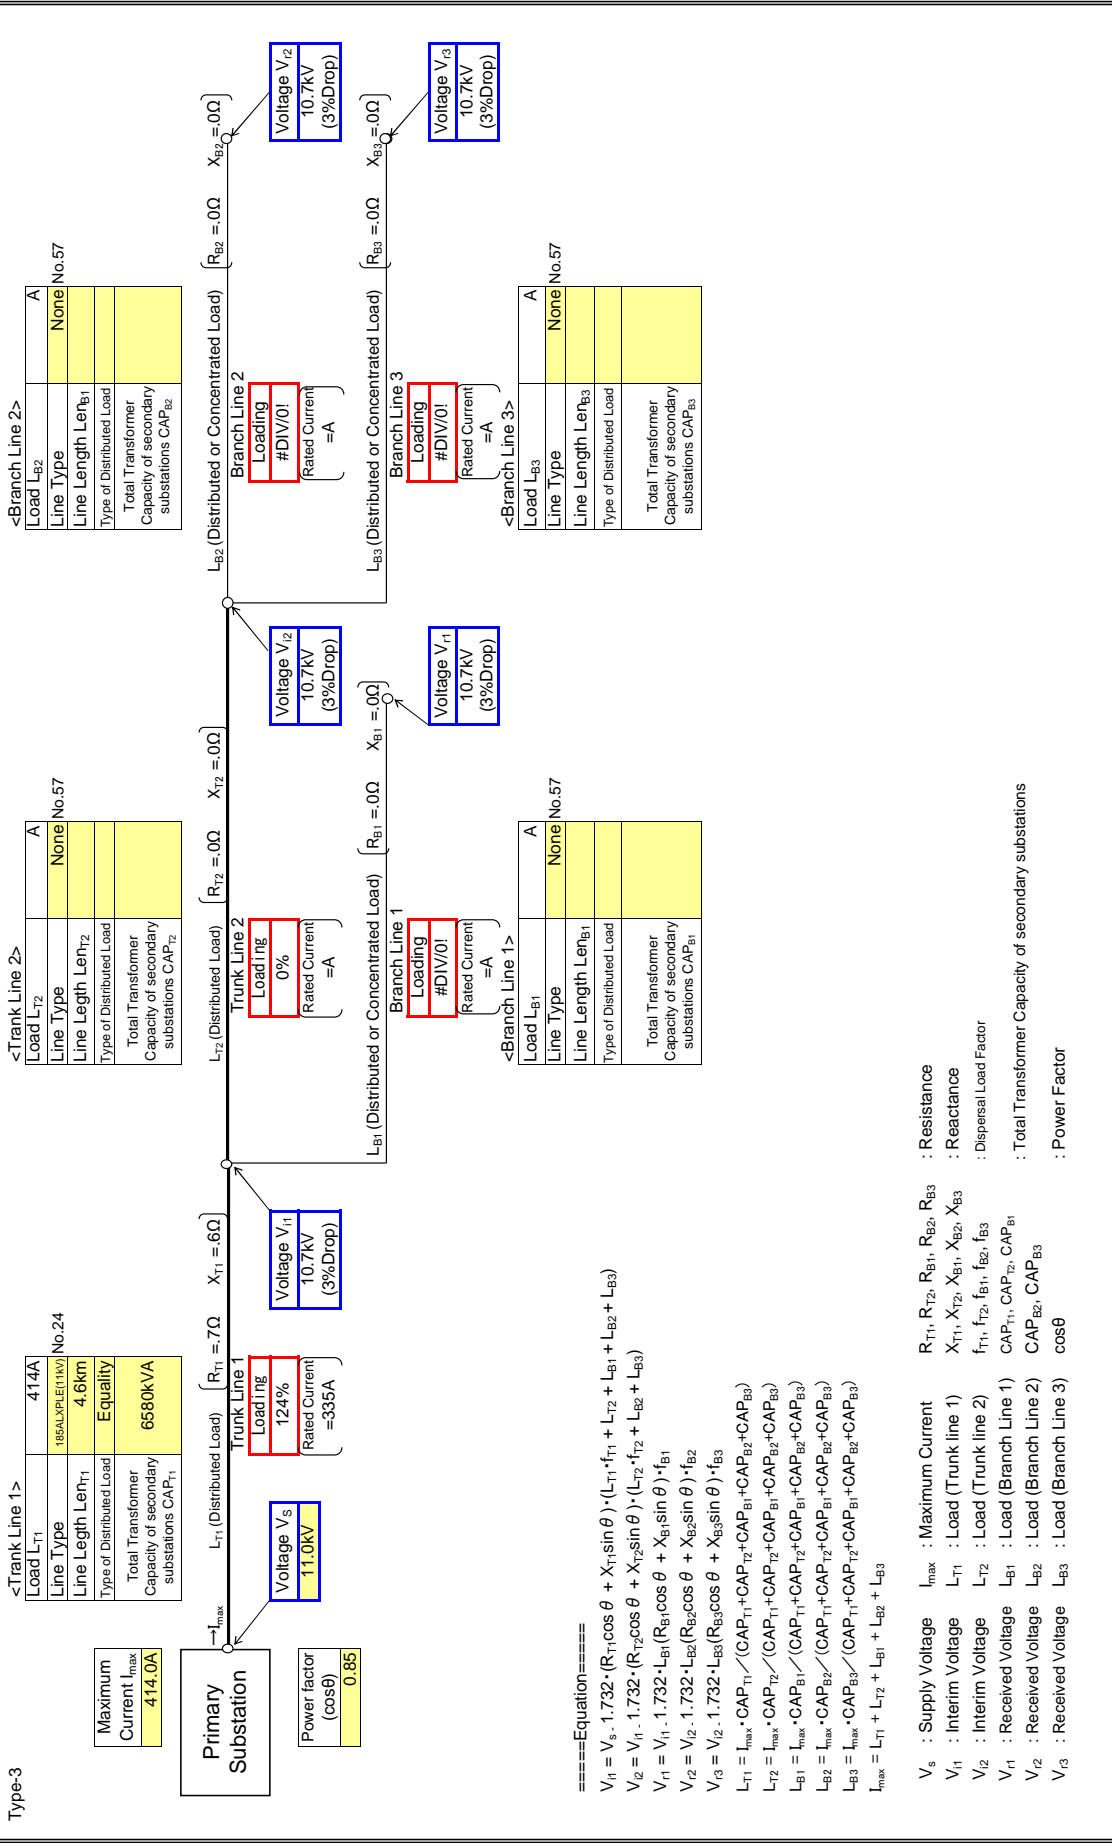 Type-3
<Trank Line 1>
Load LT1 414A
Line Type 185ALXPLE(11kV) No.24
Line Legth LenT1 4.6km
Type of Distributed Load Equality
Total Transformer
Capacity of secondary
substations CAPT1
6580kVA
<Trank Line 2>
Load LT2 A
Line Type None No.57
Line Length LenT2
Type of Distributed Load
Total Transformer
Capacity of secondary
substations CAPT2
<Branch Line 2>
Load LB2 A
Line Type None No.57
Line Length LenB1
Type of Distributed Load
Total Transformer
Capacity of secondary
substations CAPB2
Maximum
Current Imax
414.0A
Primary
Substation
→Imax
Power factor
(cosθ)
0.85
Voltage VS
11.0kV
LT1 (Distributed Load)
RT1 =.7Ω XT1 =.6Ω
Trunk Line 1
Loading
124%
Rated Current
=335A
Voltage Vi1
10.7kV
(3%Drop)
LT2 (Distributed Load)
RT2 =.0Ω XT2 =.0Ω
Trunk Line 2
Loading
0%
Rated Current
=A
Voltage Vi2
10.7kV
(3%Drop)
LB2 (Distributed or Concentrated Load)
RB2 =.0Ω XB2 =.0Ω
Branch Line 2
Loading
#DIV/0!
Rated Current
=A
Voltage Vr2
10.7kV
(3%Drop)
LB1 (Distributed or Concentrated Load)
RB1 =.0Ω XB1 =.0Ω
Branch Line 1
Loading
#DIV/0!
Rated Current
=A
Voltage Vr1
10.7kV
(3%Drop)
LB3 (Distributed or Concentrated Load)
RB3 =.0Ω XB3 =.0Ω
Branch Line 3
Loading
#DIV/0!
Rated Current
=A
Voltage Vr3
10.7kV
(3%Drop)
<Branch Line 1>
Load LB1 A
Line Type None No.57
Line Length LenB1
Type of Distributed Load
Total Transformer
Capacity of secondary
substations CAPB1
<Branch Line 3>
Load LB3 A
Line Type None No.57
Line Length LenB3
Type of Distributed Load
Total Transformer
Capacity of secondary
substations CAPB3
=====Equation=====
Vi1 = Vs - 1.732・(RT1cos θ + XT1sin θ)・(LT1・fT1 + LT2 + LB1 + LB2 + LB3)
Vi2 = Vi1 - 1.732・(RT2cos θ + XT2sin θ)・(LT2・fT2 + LB2 + LB3)
Vr1 = Vi1 - 1.732・LB1(RB1cos θ + XB1sin θ)・fB1
Vr2 = Vi2 - 1.732・LB2(RB2cos θ + XB2sin θ)・fB2
Vr3 = Vi2 - 1.732・LB3(RB3cos θ + XB3sin θ)・fB3
LT1 = Imax・CAPT1／(CAPT1+CAPT2+CAPB1+CAPB2+CAPB3)
LT2 = Imax・CAPT2／(CAPT1+CAPT2+CAPB1+CAPB2+CAPB3)
LB1 = Imax・CAPB1／(CAPT1+CAPT2+CAPB1+CAPB2+CAPB3)
LB2 = Imax・CAPB2／(CAPT1+CAPT2+CAPB1+CAPB2+CAPB3)
LB3 = Imax・CAPB3／(CAPT1+CAPT2+CAPB1+CAPB2+CAPB3)
Imax = LT1 + LT2 + LB1 + LB2 + LB3
Vs : Supply Voltage Imax : Maximum Current RT1, RT2, RB1, RB2, RB3 : Resistance
Vi1 : Interim Voltage LT1 : Load (Trunk line 1) XT1, XT2, XB1, XB2, XB3 : Reactance
Vi2 : Interim Voltage LT2 : Load (Trunk line 2) fT1, fT2, fB1, fB2, fB3 : Dispersal Load Factor
Vr1 : Received Voltage LB1 : Load (Branch Line 1) CAPT1, CAPT2, CAPB1
Vr2 : Received Voltage LB2 : Load (Branch Line 2) CAPB2, CAPB3 : Total Transformer Capacity of secondary substations
Vr3 : Received Voltage LB3 : Load (Branch Line 3) cosθ : Power Factor